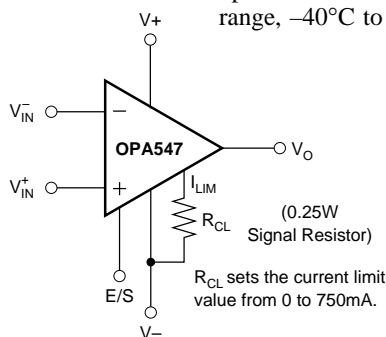 range, –40°C to
V+
V–IN
OPA547
VO
V+IN
ILIM
RCL
(0.25W
Signal Resistor)
E/S
RCL sets the current limit
value from 0 to 750mA.
V–